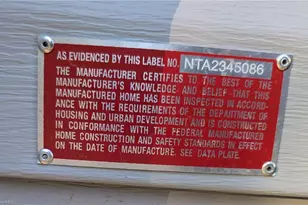 AS EVIDENCED BY THIS LABEL NO. NTA2345086
THE MANUFACTURER CERTIFIES TO THE BEST OF THE
MANUFACTURER'S KNOWLEDGE AND BELIEF THAT THIS
MANUFACTURED HOME HAS BEEN INSPECTED IN ACCORD-
ANCE WITH THE REQUIREMENTS OF THE DEPARTMENT OF
HOUSING AND URBAN DEVELOPMENT AND IS CONSTRUCTED
IN CONFORMANCE WITH THE FEDERAL MANUFACTURED
HOME CONSTRUCTION AND SAFETY STANDARDS IN EFFECT
ON THE DATE OF MANUFACTURE. SEE DATA PLATE.